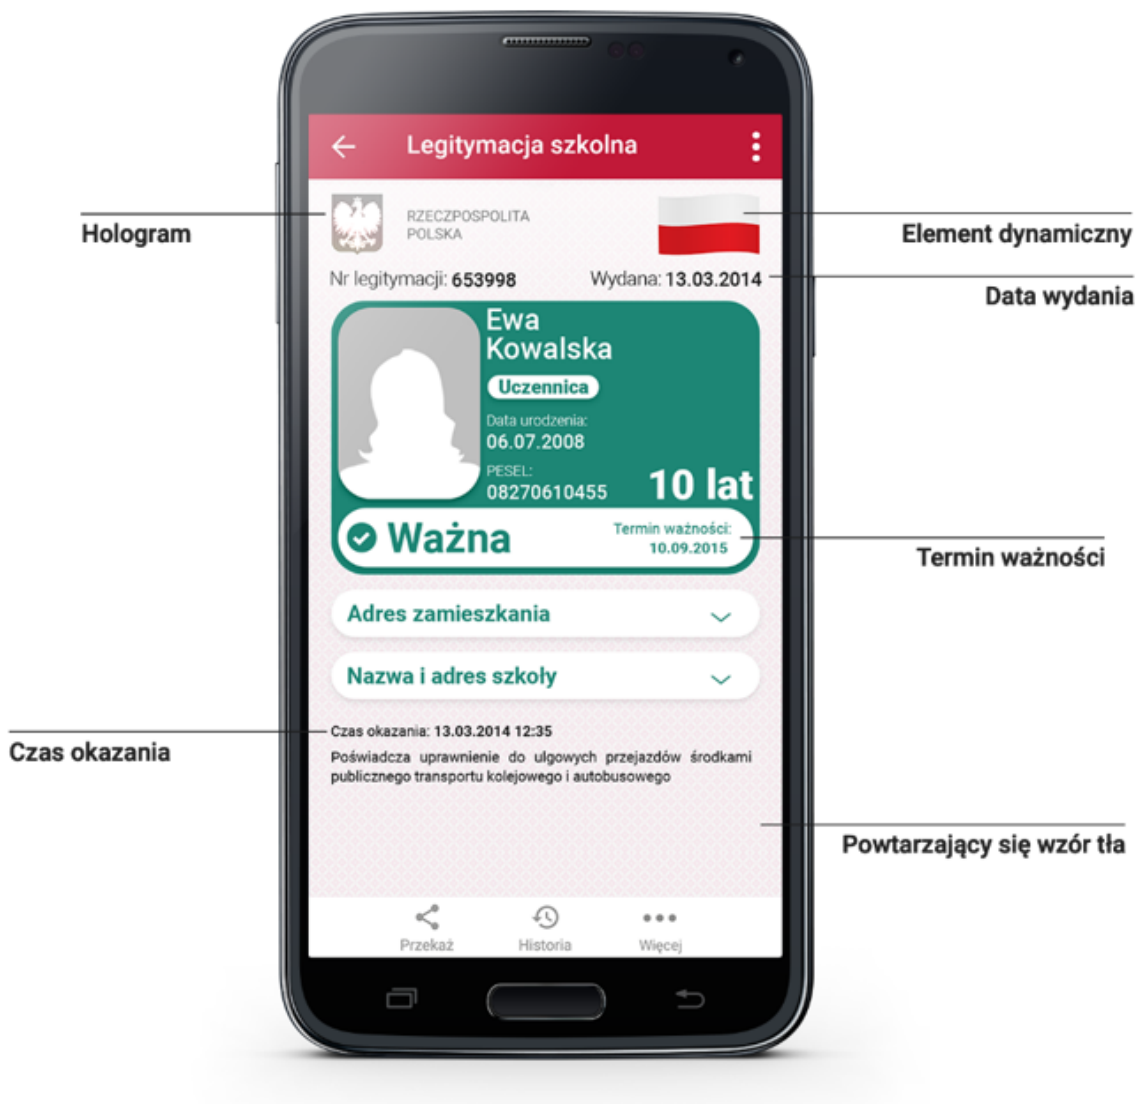 Legitymacja szkolna
Hologram
RZECZPOSPOLITA
POLSKA
Element dynamiczny
Nr legitymacji: 653998
Wydana: 13.03.2014
Data wydania
Ewa
Kowalska
Uczennica
Data urodzenia:
06.07.2008
PESEL:
08270610455
10 lat
Ważna
Termin ważności:
10.09.2015
Termin ważności
Adres zamieszkania
Nazwa i adres szkoły
Czas okazania: 13.03.2014 12:35
Czas okazania
Poświadcza uprawnienie do ulgowych przejazdów środkami
publicznego transportu kolejowego i autobusowego
Powtarzający się wzór tła
Przekaż
Historia
Więcej